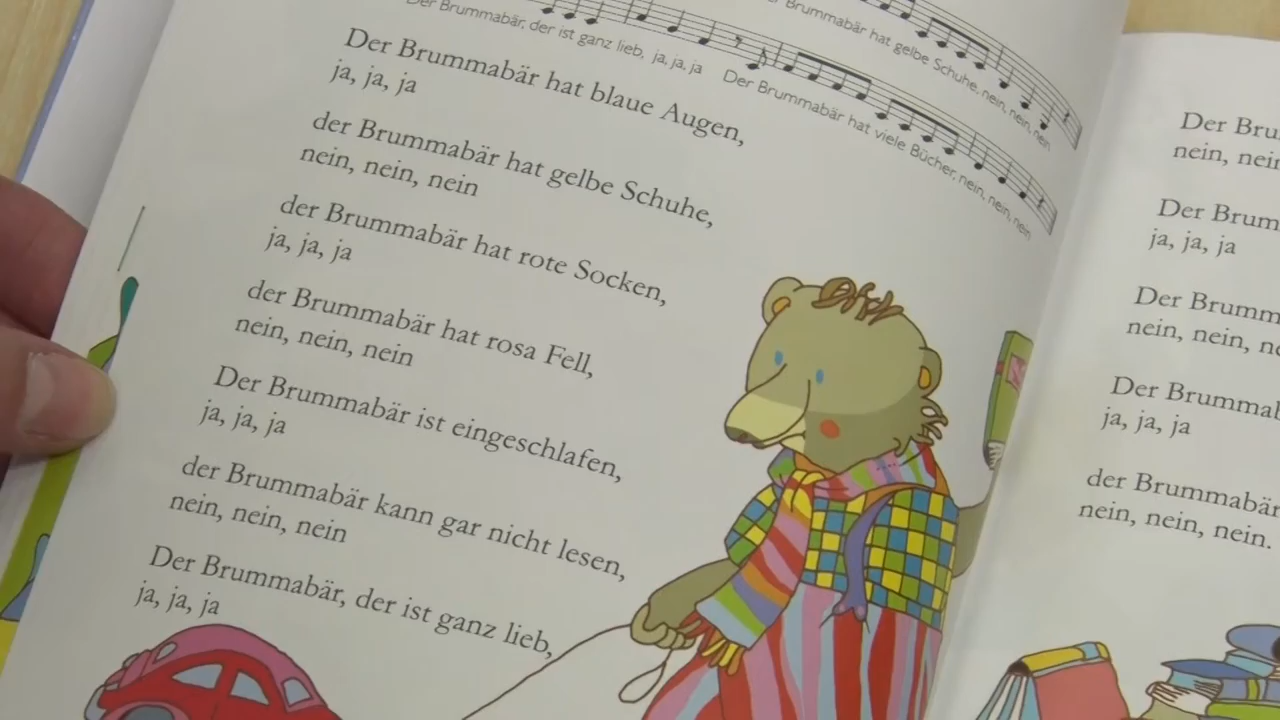 Der Brummabär hat gelbe Schuhe, nein, nein, nein
Der Brummabär, der ist ganz lieb, ja, ja, ja Der Brummabär hat viele Bücher, nein, nein, nein
Der Brummabär hat blaue Augen,
ja, ja, ja
der Brummabär hat gelbe Schuhe,
nein, nein, nein
der Brummabär hat rote Socken,
ja, ja, ja
der Brummabär hat rosa Fell,
nein, nein, nein
Der Brummabär ist eingeschlafen,
ja, ja, ja
der Brummabär kann gar nicht lesen,
nein, nein, nein
Der Brummabär, der ist ganz lieb,
ja, ja, ja
Der
nein,
Der
ja, ja, ja
Der
nein, nein,
Der
ja, ja, ja
der Brummabär
nein, nein, nein.